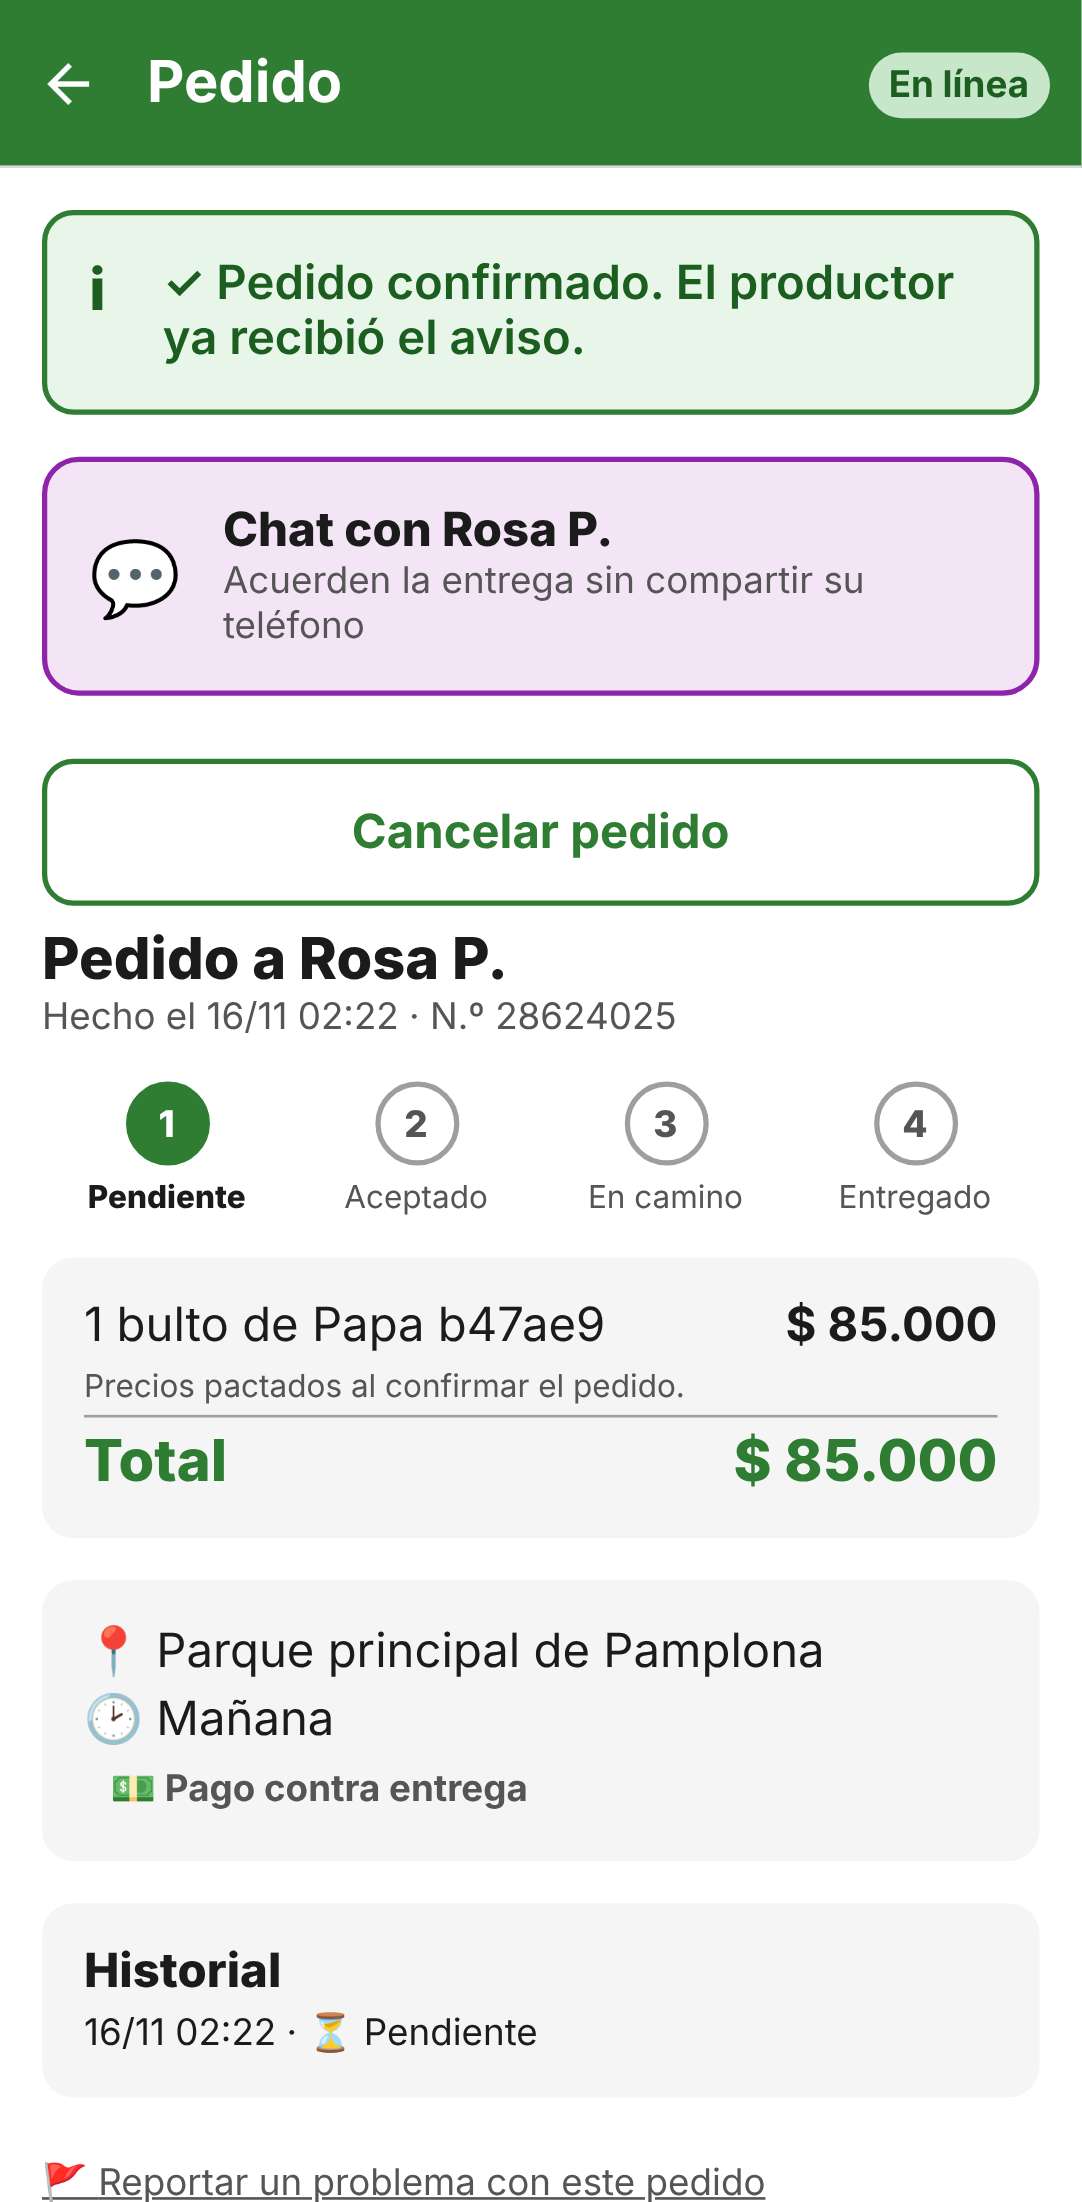 Pedido
En línea
i
✓ Pedido confirmado. El productor
ya recibió el aviso.
Chat con Rosa P.
Acuerden la entrega sin compartir su
teléfono
Cancelar pedido
Pedido a Rosa P.
Hecho el 16/11 02:22 · N.º 28624025
1 2 3 4
Pendiente Aceptado En camino Entregado
1 bulto de Papa b47ae9 $ 85.000
Precios pactados al confirmar el pedido.
Total $ 85.000
📍 Parque principal de Pamplona
🕑 Mañana
💵 Pago contra entrega
Historial
16/11 02:22 · ⏳ Pendiente
🚩 Reportar un problema con este pedido